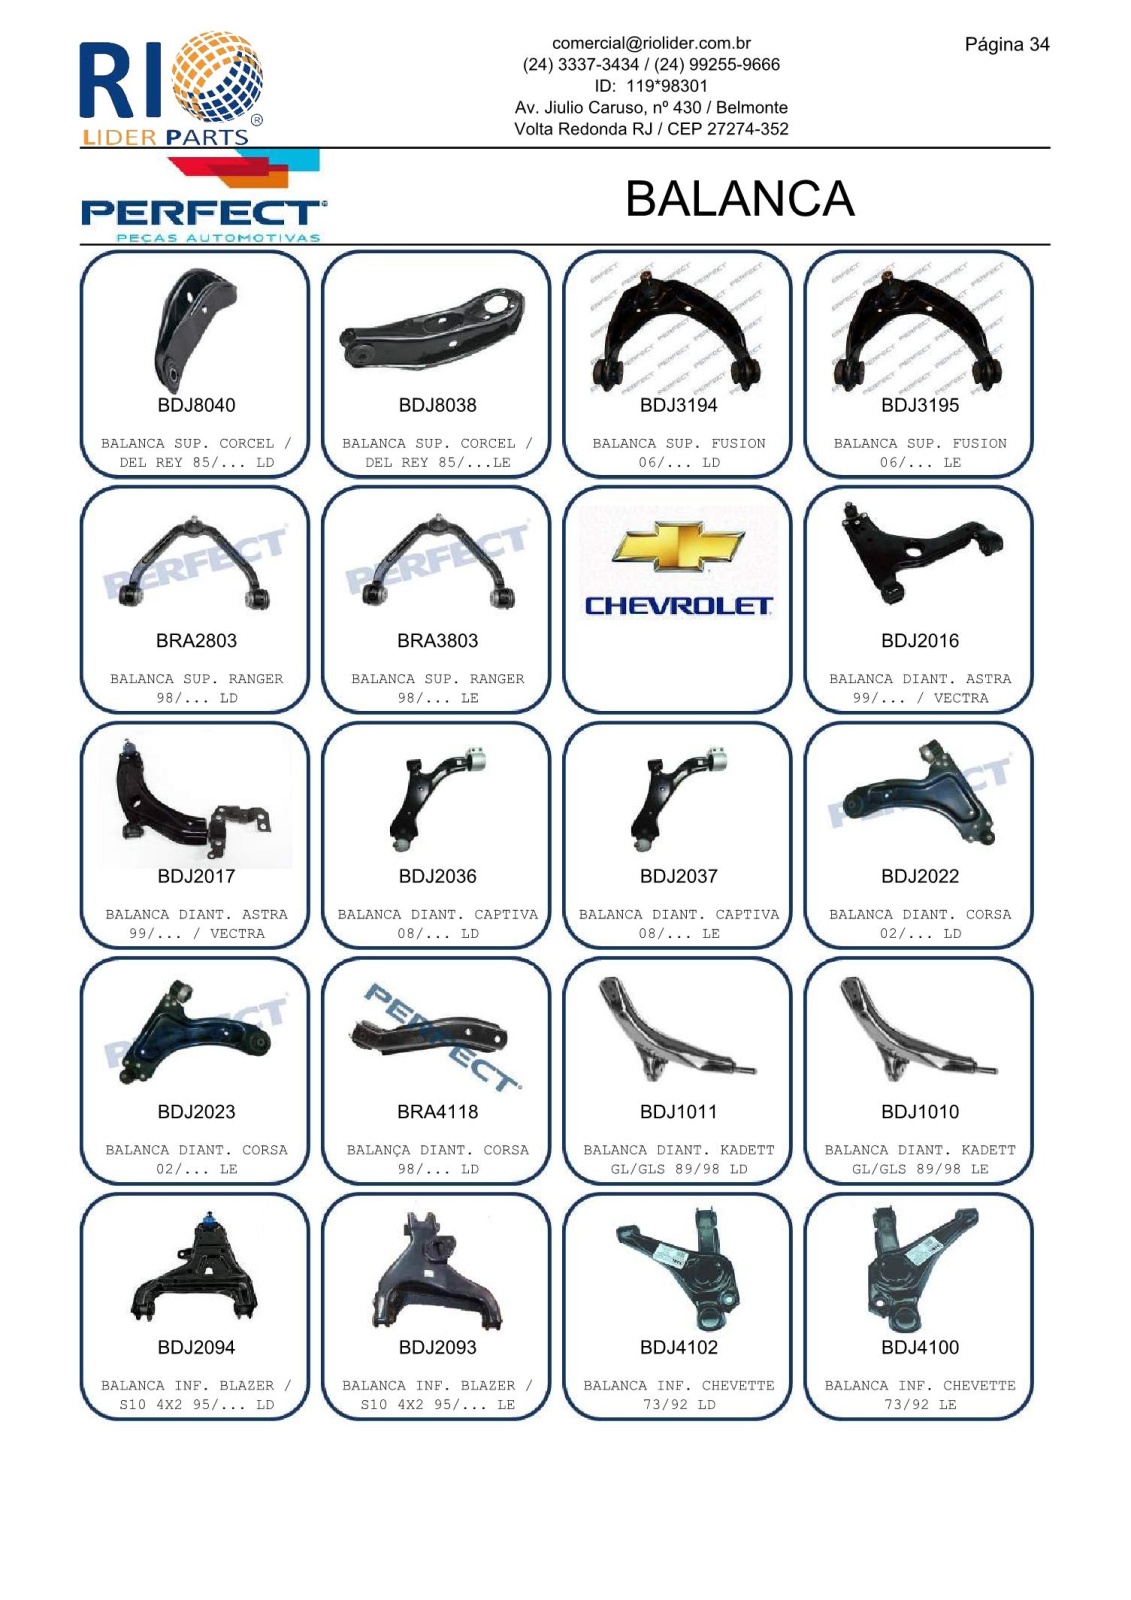 RIO
LIDER PARTS
®
comercial@riolider.com.br
(24) 3337-3434 / (24) 99255-9666
ID: 119*98301
Av. Jiulio Caruso, nº 430 / Belmonte
Volta Redonda RJ / CEP 27274-352
Página 34
PERFECT
PEÇAS AUTOMOTIVAS
BALANCA
BDJ8040
BALANCA SUP. CORCEL /
DEL REY 85/... LD
BDJ8038
BALANCA SUP. CORCEL /
DEL REY 85/...LE
BDJ3194
BALANCA SUP. FUSION
06/... LD
BDJ3195
BALANCA SUP. FUSION
06/... LE
PERFECT
BRA2803
BALANCA SUP. RANGER
98/... LD
PERFECT
BRA3803
BALANCA SUP. RANGER
98/... LE
CHEVROLET
BDJ2016
BALANCA DIANT. ASTRA
99/... / VECTRA
BDJ2017
BALANCA DIANT. ASTRA
99/... / VECTRA
BDJ2036
BALANCA DIANT. CAPTIVA
08/... LD
BDJ2037
BALANCA DIANT. CAPTIVA
08/... LE
BDJ2022
BALANCA DIANT. CORSA
02/... LD
BDJ2023
BALANCA DIANT. CORSA
02/... LE
PERFECT
BRA4118
BALANÇA DIANT. CORSA
98/... LD
BDJ1011
BALANCA DIANT. KADETT
GL/GLS 89/98 LD
BDJ1010
BALANCA DIANT. KADETT
GL/GLS 89/98 LE
BDJ2094
BALANCA INF. BLAZER /
S10 4X2 95/... LD
BDJ2093
BALANCA INF. BLAZER /
S10 4X2 95/... LE
BDJ4102
BALANCA INF. CHEVETTE
73/92 LD
BDJ4100
BALANCA INF. CHEVETTE
73/92 LE